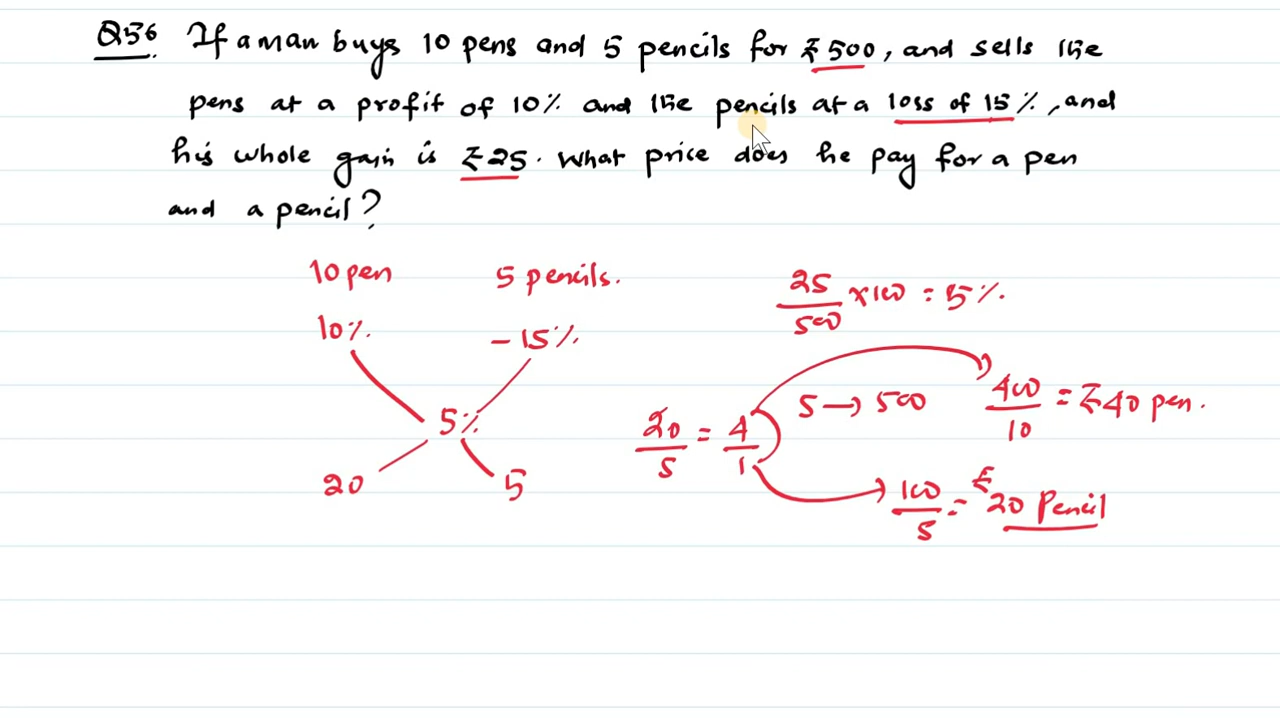 Q56. If a man buys 10 pens and 5 pencils for ₹500, and sells the
pens at a profit of 10% and the pencils at a loss of 15%, and
his whole gain is ₹25. What price does he pay for a pen
and a pencil?
10 pen 5 pencils.
10% -15%
5%
20 5
25/500 ×100 = 5%.
20/5 = 4/1
5 → 500
400/10 = ₹40 pen.
100/5 = ₹20 Pencil